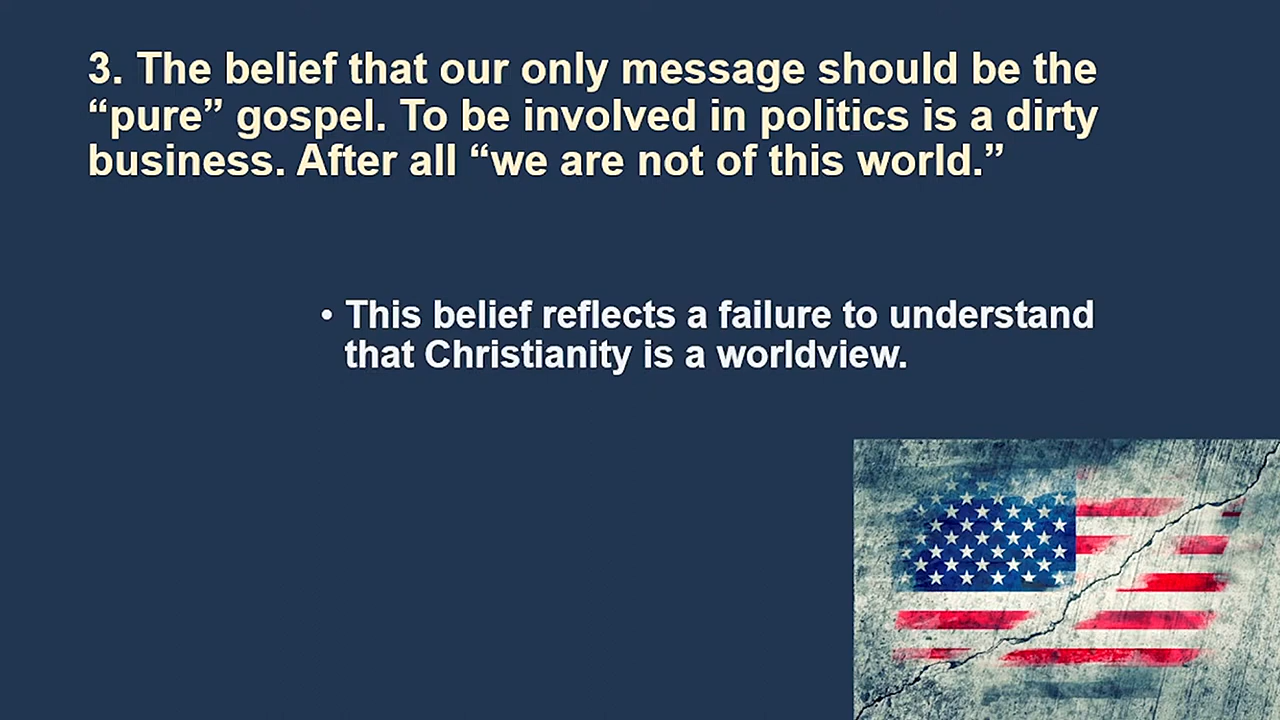 3. The belief that our only message should be the
“pure” gospel. To be involved in politics is a dirty
business. After all “we are not of this world.”
• This belief reflects a failure to understand
that Christianity is a worldview.